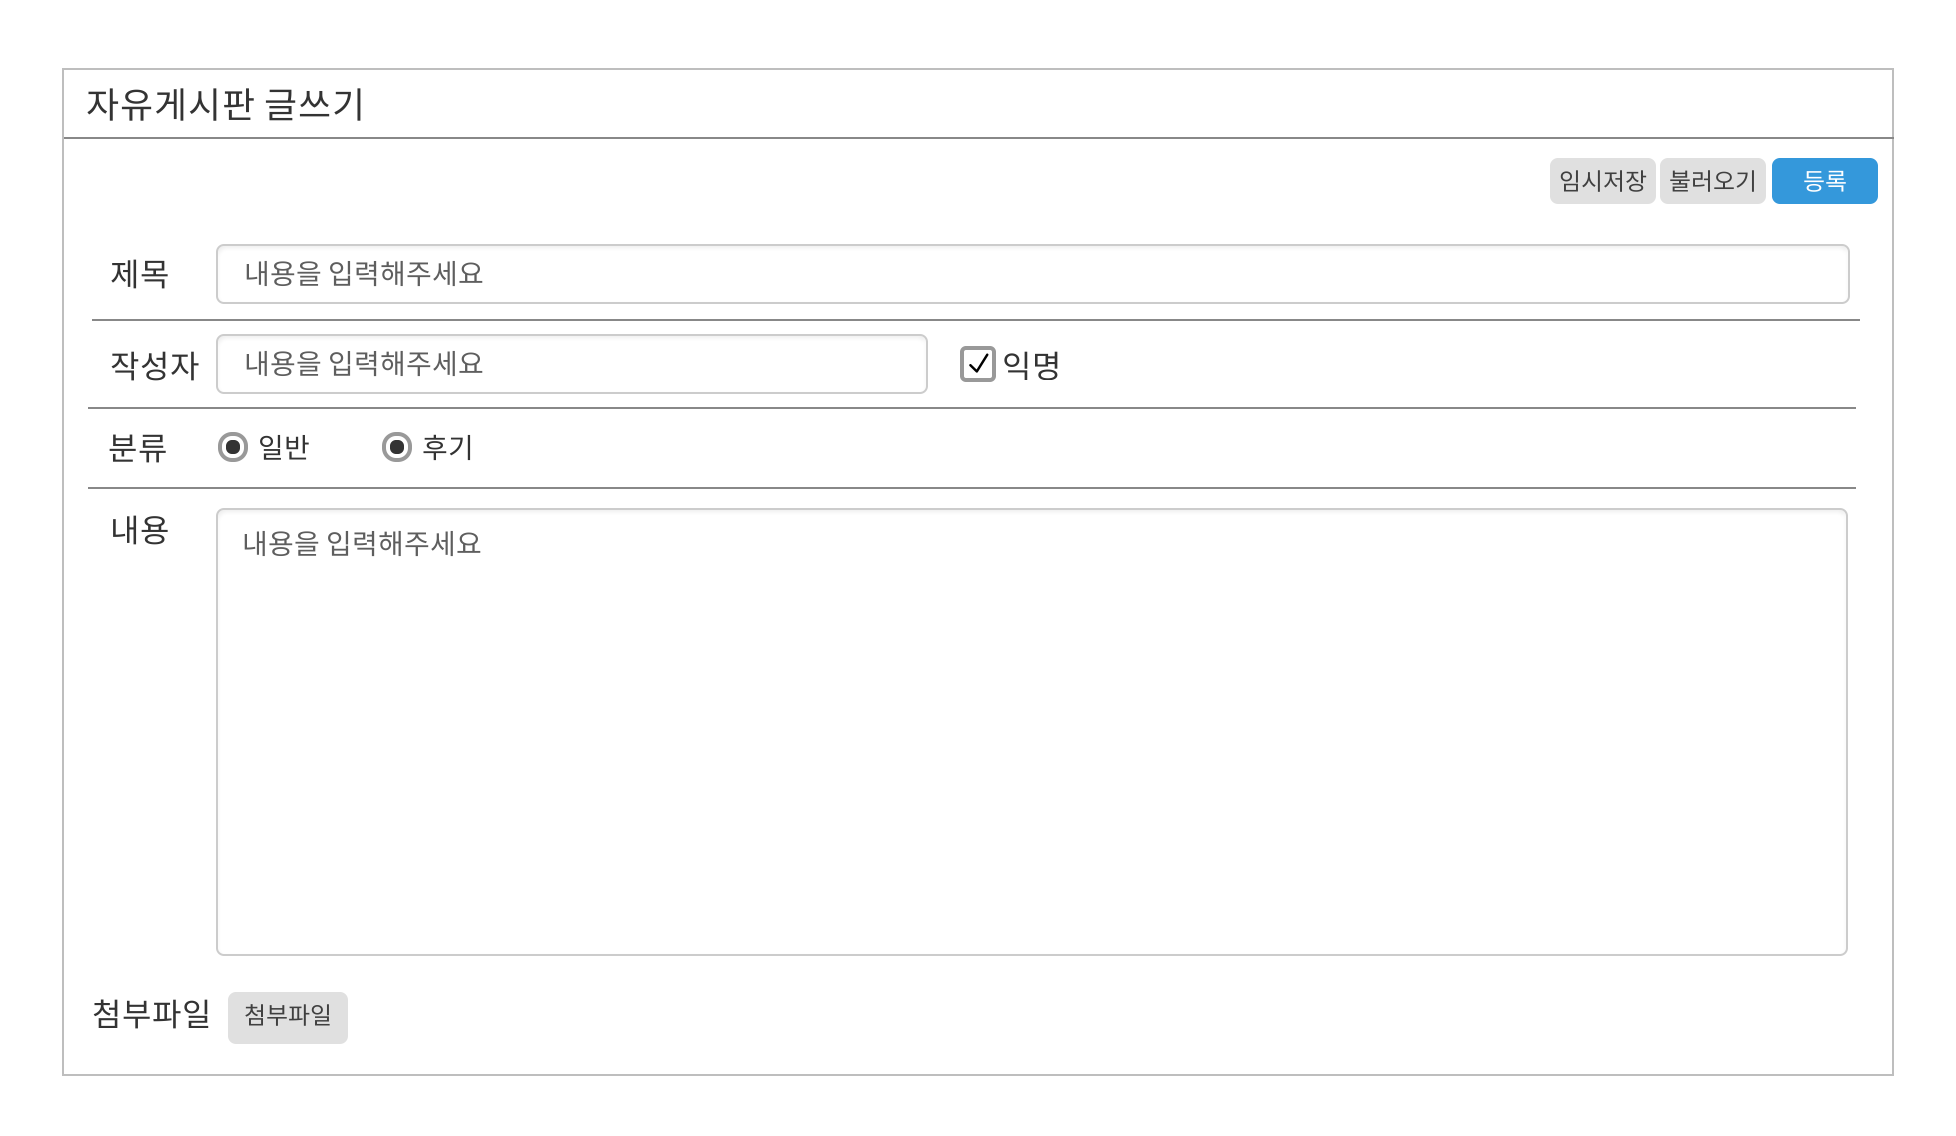 자유게시판 글쓰기
임시저장 불러오기 등록
제목 내용을 입력해주세요
작성자 내용을 입력해주세요 익명
분류 일반 후기
내용 내용을 입력해주세요
첨부파일 첨부파일